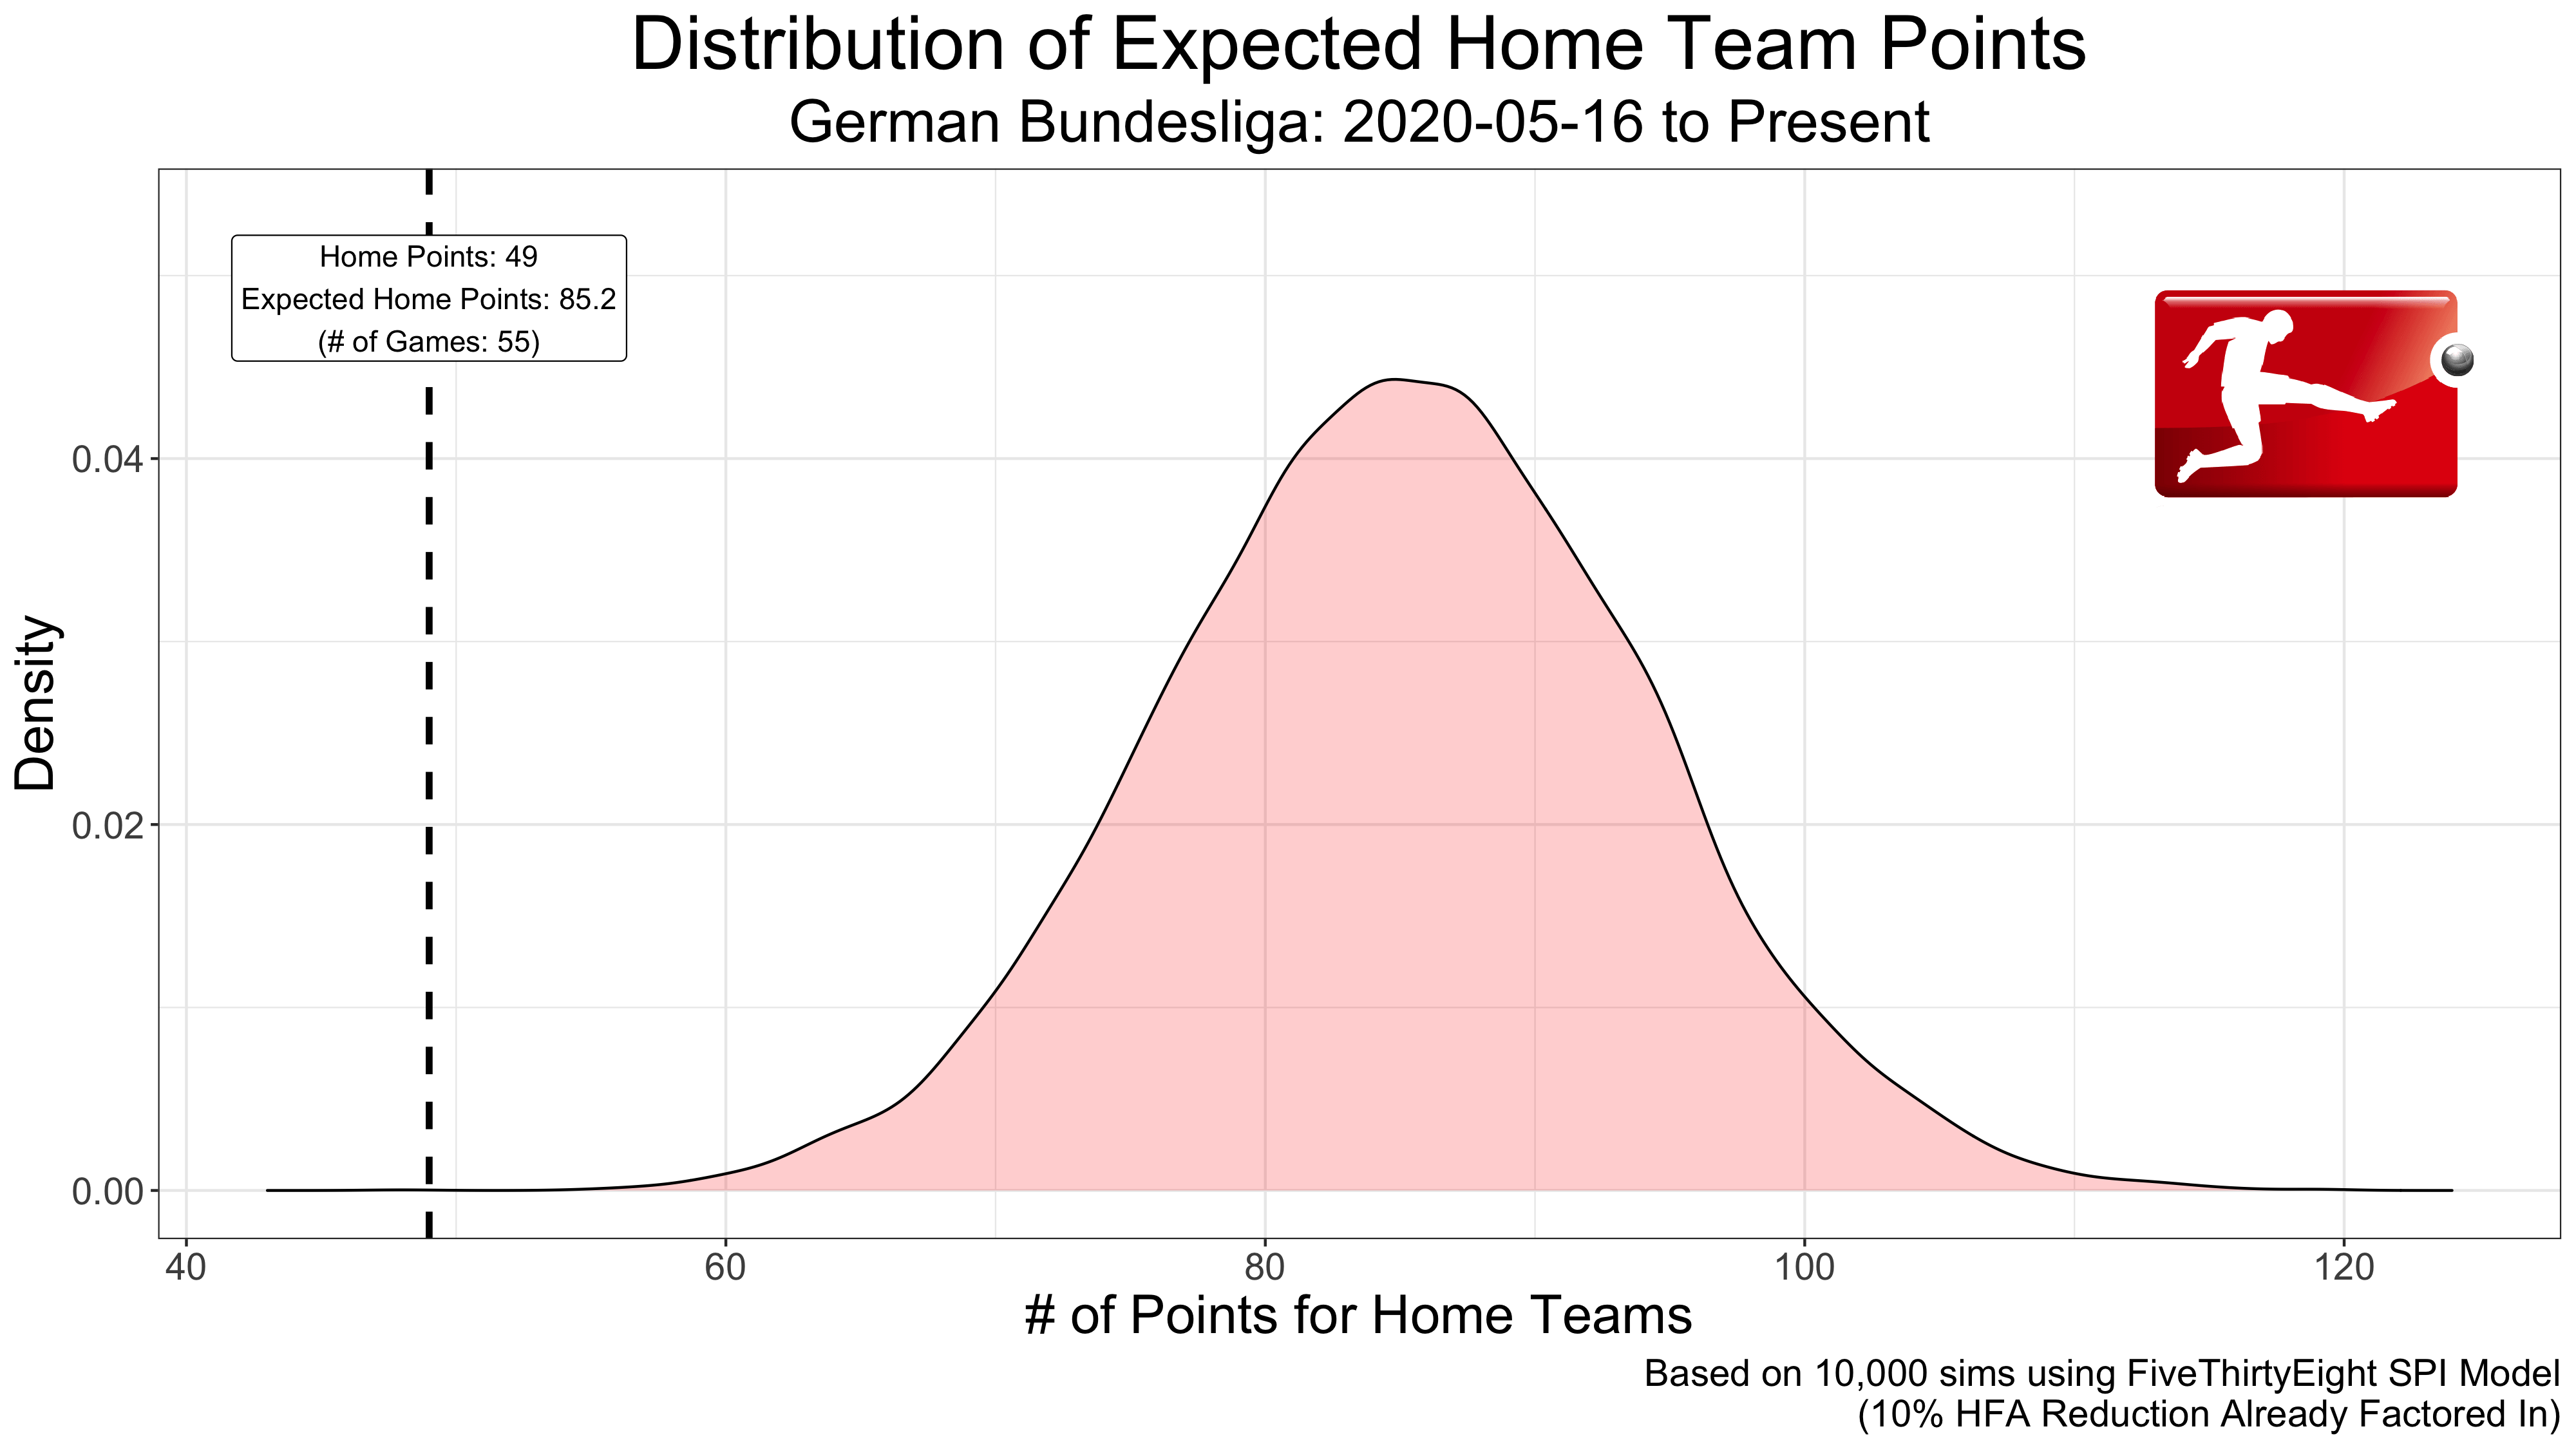 Distribution of Expected Home Team Points
German Bundesliga: 2020-05-16 to Present
Home Points: 49
Expected Home Points: 85.2
(# of Games: 55)
Density
0.04
0.02
0.00
40
60
80
100
120
# of Points for Home Teams
Based on 10,000 sims using FiveThirtyEight SPI Model
(10% HFA Reduction Already Factored In)